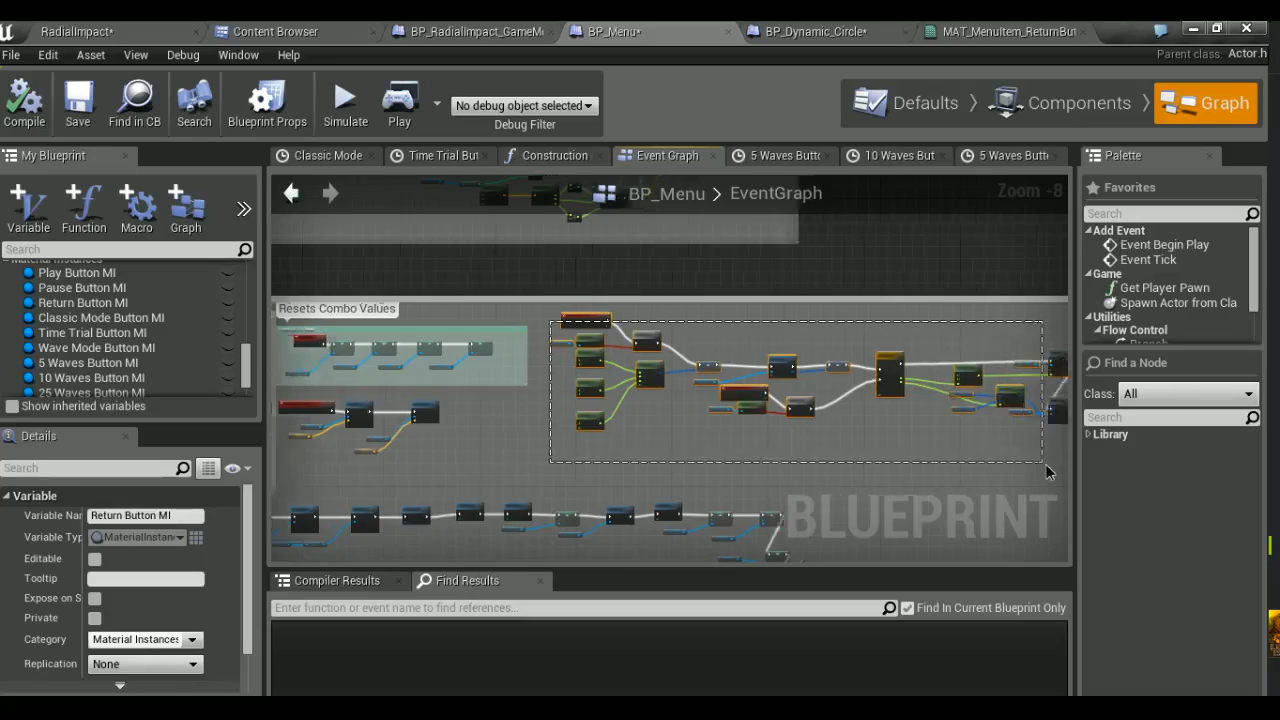 RadialImpact*
Content Browser
BP_RadialImpact_GameM
BP_Menu*
BP_Dynamic_Circle*
MAT_MenuItem_ReturnBut
File Edit Asset View Window Debug Help
Parent class: Actor.h
Compile
Save
Find in CB
Search
Blueprint Props
Simulate
Play
No debug object selected
Debug Filter
Defaults
Components
Graph
My Blueprint
Classic Mode
Time Trial But
Construction
Event Graph
5 Waves Butto
10 Waves But
5 Waves Butto
Palette
Variable
Function
Macro
Graph
Search
Material Instances
Play Button MI
Pause Button MI
Return Button MI
Classic Mode Button MI
Time Trial Button MI
Wave Mode Button MI
5 Waves Button MI
10 Waves Button MI
25 Waves Button MI
Show inherited variables
Details
Search
Variable
Variable Na
Return Button MI
Variable Typ
MaterialInstan
Editable
Tooltip
Expose on S
Private
Category
Material Instances
Replication
None
BP_Menu > EventGraph
Zoom -8
Resets Combo Values
BLUEPRINT
Compiler Results
Find Results
Enter function or event name to find references...
Find In Current Blueprint Only
Favorites
Search
Add Event
Event Begin Play
Event Tick
Game
Get Player Pawn
Spawn Actor from Cla
Utilities
Flow Control
Branch
Find a Node
Class:
All
Search
Library